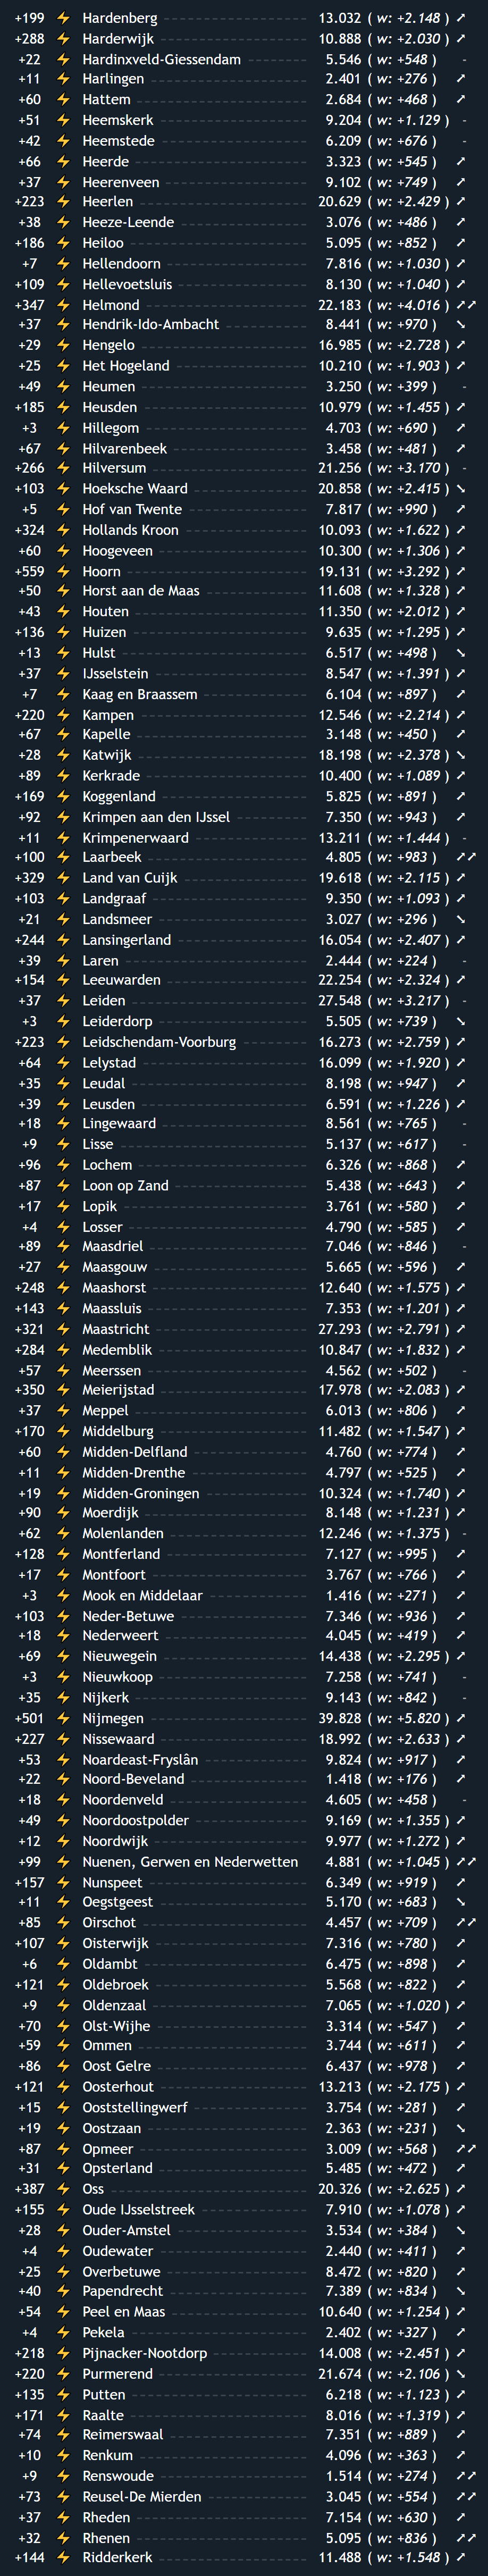 +199 ⚡ Hardenberg 13.032 ( w: +2.148 ) ↗
+288 ⚡ Harderwijk 10.888 ( w: +2.030 ) ↗
+22 ⚡ Hardinxveld-Giessendam 5.546 ( w: +548 ) -
+11 ⚡ Harlingen 2.401 ( w: +276 ) ↗
+60 ⚡ Hattem 2.684 ( w: +468 ) ↗
+51 ⚡ Heemskerk 9.204 ( w: +1.129 ) -
+42 ⚡ Heemstede 6.209 ( w: +676 ) -
+66 ⚡ Heerde 3.323 ( w: +545 ) ↗
+37 ⚡ Heerenveen 9.102 ( w: +749 ) ↗
+223 ⚡ Heerlen 20.629 ( w: +2.429 ) ↗
+38 ⚡ Heeze-Leende 3.076 ( w: +486 ) ↗
+186 ⚡ Heiloo 5.095 ( w: +852 ) ↗
+7 ⚡ Hellendoorn 7.816 ( w: +1.030 ) ↗
+109 ⚡ Hellevoetsluis 8.130 ( w: +1.040 ) ↗
+347 ⚡ Helmond 22.183 ( w: +4.016 ) ↗↗
+37 ⚡ Hendrik-Ido-Ambacht 8.441 ( w: +970 ) ↘
+29 ⚡ Hengelo 16.985 ( w: +2.728 ) ↗
+25 ⚡ Het Hogeland 10.210 ( w: +1.903 ) ↗
+49 ⚡ Heumen 3.250 ( w: +399 ) -
+185 ⚡ Heusden 10.979 ( w: +1.455 ) ↗
+3 ⚡ Hillegom 4.703 ( w: +690 ) ↗
+67 ⚡ Hilvarenbeek 3.458 ( w: +481 ) ↗
+266 ⚡ Hilversum 21.256 ( w: +3.170 ) -
+103 ⚡ Hoeksche Waard 20.858 ( w: +2.415 ) ↘
+5 ⚡ Hof van Twente 7.817 ( w: +990 ) ↗
+324 ⚡ Hollands Kroon 10.093 ( w: +1.622 ) ↗
+60 ⚡ Hoogeveen 10.300 ( w: +1.306 ) ↗
+559 ⚡ Hoorn 19.131 ( w: +3.292 ) ↗
+50 ⚡ Horst aan de Maas 11.608 ( w: +1.328 ) ↗
+43 ⚡ Houten 11.350 ( w: +2.012 ) ↗
+136 ⚡ Huizen 9.635 ( w: +1.295 ) ↗
+13 ⚡ Hulst 6.517 ( w: +498 ) ↘
+37 ⚡ IJsselstein 8.547 ( w: +1.391 ) ↗
+7 ⚡ Kaag en Braassem 6.104 ( w: +897 ) ↗
+220 ⚡ Kampen 12.546 ( w: +2.214 ) ↗
+67 ⚡ Kapelle 3.148 ( w: +450 ) ↗
+28 ⚡ Katwijk 18.198 ( w: +2.378 ) ↘
+89 ⚡ Kerkrade 10.400 ( w: +1.089 ) ↗
+169 ⚡ Koggenland 5.825 ( w: +891 ) ↗
+92 ⚡ Krimpen aan den IJssel 7.350 ( w: +943 ) ↗
+11 ⚡ Krimpenerwaard 13.211 ( w: +1.444 ) -
+100 ⚡ Laarbeek 4.805 ( w: +983 ) ↗↗
+329 ⚡ Land van Cuijk 19.618 ( w: +2.115 ) ↗
+103 ⚡ Landgraaf 9.350 ( w: +1.093 ) ↗
+21 ⚡ Landsmeer 3.027 ( w: +296 ) ↘
+244 ⚡ Lansingerland 16.054 ( w: +2.407 ) ↗
+39 ⚡ Laren 2.444 ( w: +224 ) -
+154 ⚡ Leeuwarden 22.254 ( w: +2.324 ) ↗
+37 ⚡ Leiden 27.548 ( w: +3.217 ) -
+3 ⚡ Leiderdorp 5.505 ( w: +739 ) ↘
+223 ⚡ Leidschendam-Voorburg 16.273 ( w: +2.759 ) ↗
+64 ⚡ Lelystad 16.099 ( w: +1.920 ) ↗
+35 ⚡ Leudal 8.198 ( w: +947 ) ↗
+39 ⚡ Leusden 6.591 ( w: +1.226 ) ↗
+18 ⚡ Lingewaard 8.561 ( w: +765 ) -
+9 ⚡ Lisse 5.137 ( w: +617 ) -
+96 ⚡ Lochem 6.326 ( w: +868 ) ↗
+87 ⚡ Loon op Zand 5.438 ( w: +643 ) ↗
+17 ⚡ Lopik 3.761 ( w: +580 ) ↗
+4 ⚡ Losser 4.790 ( w: +585 ) ↗
+89 ⚡ Maasdriel 7.046 ( w: +846 ) -
+27 ⚡ Maasgouw 5.665 ( w: +596 ) ↗
+248 ⚡ Maashorst 12.640 ( w: +1.575 ) ↗
+143 ⚡ Maassluis 7.353 ( w: +1.201 ) ↗
+321 ⚡ Maastricht 27.293 ( w: +2.791 ) ↗
+284 ⚡ Medemblik 10.847 ( w: +1.832 ) ↗
+57 ⚡ Meerssen 4.562 ( w: +502 ) -
+350 ⚡ Meierijstad 17.978 ( w: +2.083 ) ↗
+37 ⚡ Meppel 6.013 ( w: +806 ) ↗
+170 ⚡ Middelburg 11.482 ( w: +1.547 ) ↗
+60 ⚡ Midden-Delfland 4.760 ( w: +774 ) ↗
+11 ⚡ Midden-Drenthe 4.797 ( w: +525 ) ↗
+19 ⚡ Midden-Groningen 10.324 ( w: +1.740 ) ↗
+90 ⚡ Moerdijk 8.148 ( w: +1.231 ) ↗
+62 ⚡ Molenlanden 12.246 ( w: +1.375 ) -
+128 ⚡ Montferland 7.127 ( w: +995 ) ↗
+17 ⚡ Montfoort 3.767 ( w: +766 ) ↗
+3 ⚡ Mook en Middelaar 1.416 ( w: +271 ) ↗
+103 ⚡ Neder-Betuwe 7.346 ( w: +936 ) ↗
+18 ⚡ Nederweert 4.045 ( w: +419 ) ↗
+69 ⚡ Nieuwegein 14.438 ( w: +2.295 ) ↗
+3 ⚡ Nieuwkoop 7.258 ( w: +741 ) -
+35 ⚡ Nijkerk 9.143 ( w: +842 ) -
+501 ⚡ Nijmegen 39.828 ( w: +5.820 ) ↗
+227 ⚡ Nissewaard 18.992 ( w: +2.633 ) ↗
+53 ⚡ Noardeast-Fryslân 9.824 ( w: +917 ) ↗
+22 ⚡ Noord-Beveland 1.418 ( w: +176 ) ↗
+18 ⚡ Noordenveld 4.605 ( w: +458 ) -
+49 ⚡ Noordoostpolder 9.169 ( w: +1.355 ) ↗
+12 ⚡ Noordwijk 9.977 ( w: +1.272 ) ↗
+99 ⚡ Nuenen, Gerwen en Nederwetten 4.881 ( w: +1.045 ) ↗↗
+157 ⚡ Nunspeet 6.349 ( w: +919 ) ↗
+11 ⚡ Oegstgeest 5.170 ( w: +683 ) ↘
+85 ⚡ Oirschot 4.457 ( w: +709 ) ↗↗
+107 ⚡ Oisterwijk 7.316 ( w: +780 ) ↗
+6 ⚡ Oldambt 6.475 ( w: +898 ) ↗
+121 ⚡ Oldebroek 5.568 ( w: +822 ) ↗
+9 ⚡ Oldenzaal 7.065 ( w: +1.020 ) ↗
+70 ⚡ Olst-Wijhe 3.314 ( w: +547 ) ↗
+59 ⚡ Ommen 3.744 ( w: +611 ) ↗
+86 ⚡ Oost Gelre 6.437 ( w: +978 ) ↗
+121 ⚡ Oosterhout 13.213 ( w: +2.175 ) ↗
+15 ⚡ Ooststellingwerf 3.754 ( w: +281 ) ↗
+19 ⚡ Oostzaan 2.363 ( w: +231 ) ↘
+87 ⚡ Opmeer 3.009 ( w: +568 ) ↗↗
+31 ⚡ Opsterland 5.485 ( w: +472 ) ↗
+387 ⚡ Oss 20.326 ( w: +2.625 ) ↗
+155 ⚡ Oude IJsselstreek 7.910 ( w: +1.078 ) ↗
+28 ⚡ Ouder-Amstel 3.534 ( w: +384 ) ↘
+4 ⚡ Oudewater 2.440 ( w: +411 ) ↗
+25 ⚡ Overbetuwe 8.472 ( w: +820 ) ↗
+40 ⚡ Papendrecht 7.389 ( w: +834 ) ↘
+54 ⚡ Peel en Maas 10.640 ( w: +1.254 ) ↗
+4 ⚡ Pekela 2.402 ( w: +327 ) ↗
+218 ⚡ Pijnacker-Nootdorp 14.008 ( w: +2.451 ) ↗
+220 ⚡ Purmerend 21.674 ( w: +2.106 ) ↘
+135 ⚡ Putten 6.218 ( w: +1.123 ) ↗
+171 ⚡ Raalte 8.016 ( w: +1.319 ) ↗
+74 ⚡ Reimerswaal 7.351 ( w: +889 ) ↗
+10 ⚡ Renkum 4.096 ( w: +363 ) ↗
+9 ⚡ Renswoude 1.514 ( w: +274 ) ↗↗
+73 ⚡ Reusel-De Mierden 3.045 ( w: +554 ) ↗↗
+37 ⚡ Rheden 7.154 ( w: +630 ) ↗
+32 ⚡ Rhenen 5.095 ( w: +836 ) ↗↗
+144 ⚡ Ridderkerk 11.488 ( w: +1.548 ) ↗